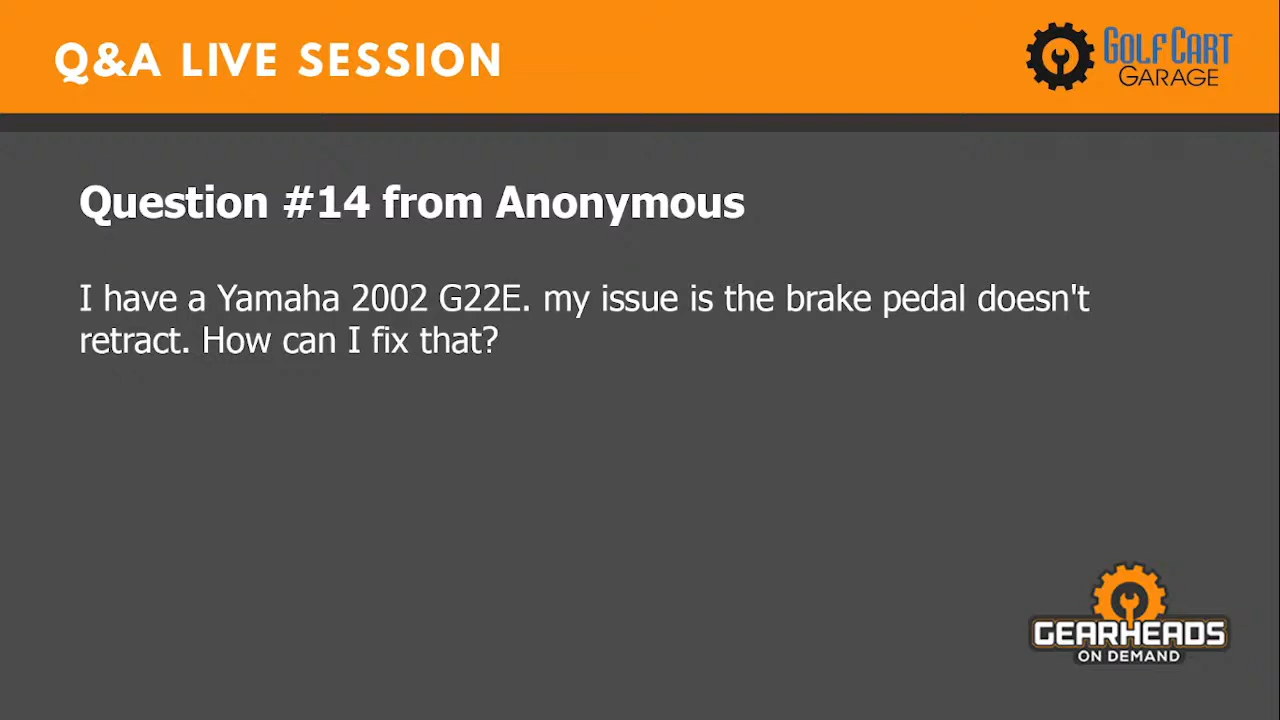 Q&A LIVE SESSION
GOLF CART
GARAGE
Question #14 from Anonymous
I have a Yamaha 2002 G22E. my issue is the brake pedal doesn't
retract. How can I fix that?
GEARHEADS
ON DEMAND